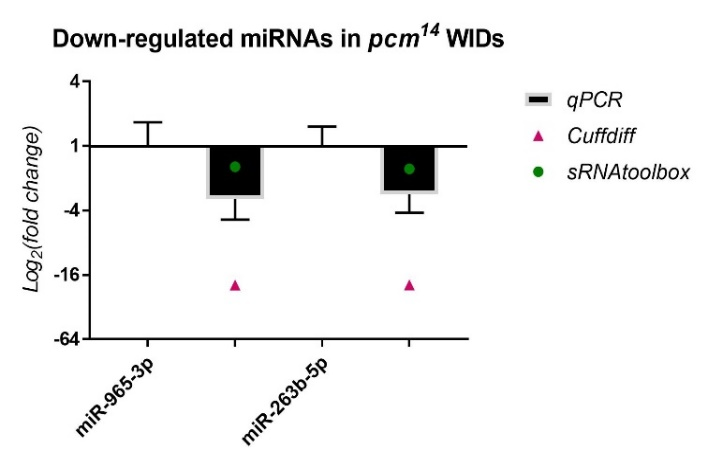 Down-regulated miRNAs in pcm14 WIDs
4
1
-4
-16
-64
Log2(fold change)
miR-965-3p
miR-263b-5p
qPCR
Cuffdiff
sRNAtoolbox